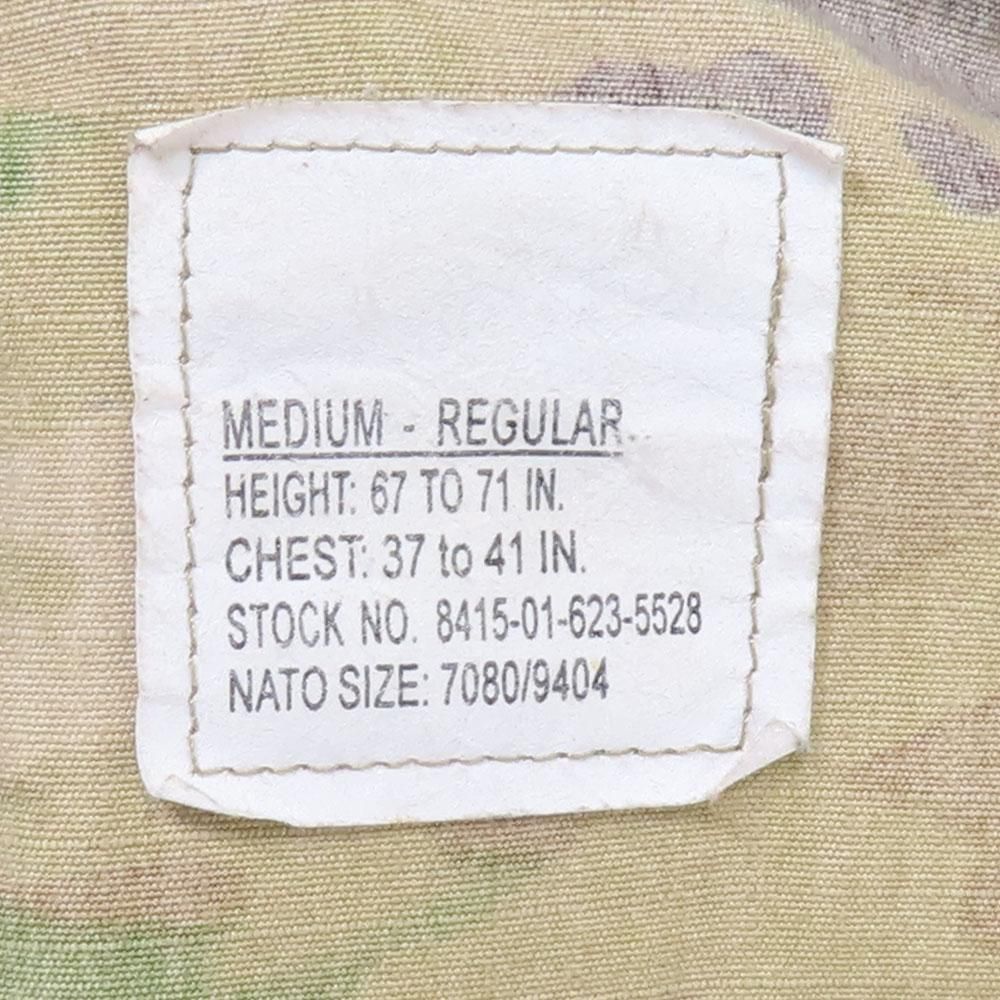 MEDIUM - REGULAR
HEIGHT: 67 TO 71 IN.
CHEST: 37 to 41 IN.
STOCK NO. 8415-01-623-5528
NATO SIZE: 7080/9404